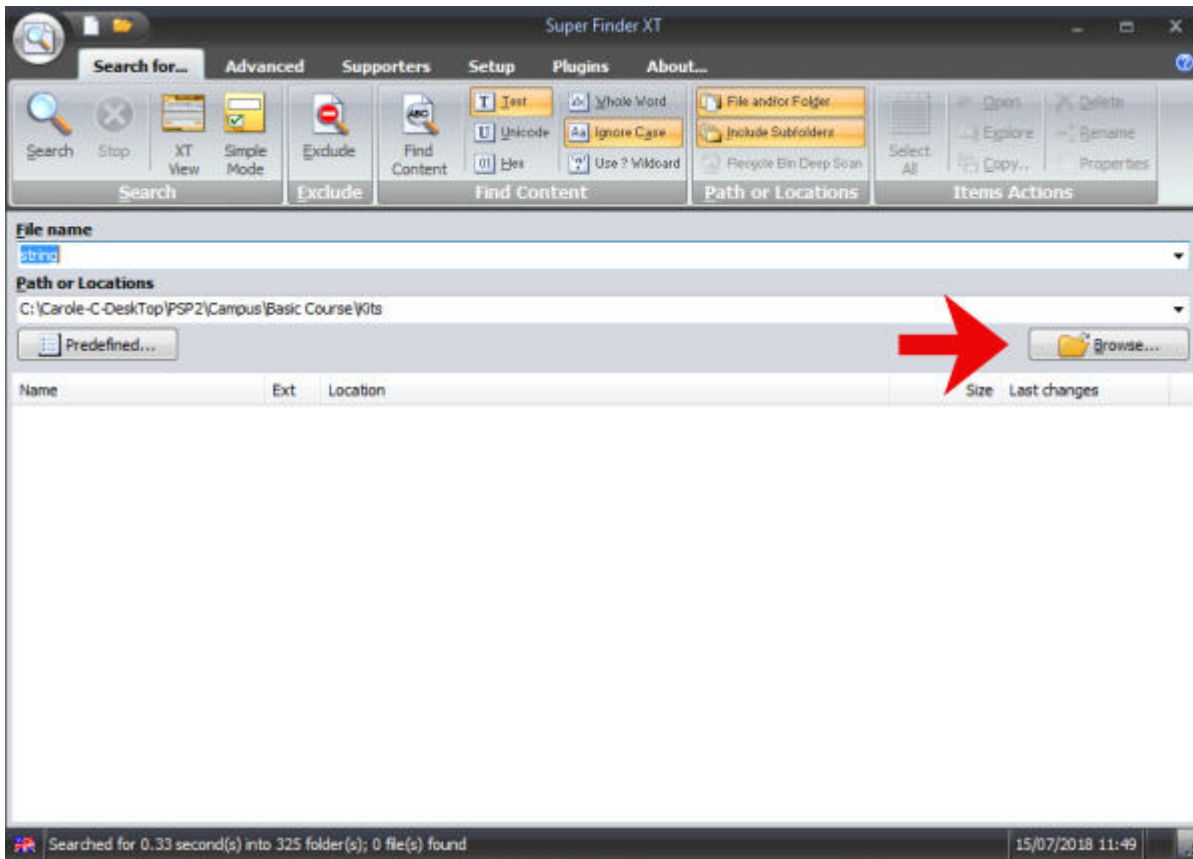 Super Finder XT
Search for... Advanced Supporters Setup Plugins About...
Search Stop XT View Simple Mode
Search
Exclude
Exclude
ABC
Find Content
T Text
U Unicode
01 Hex
Whole Word
Aa Ignore Case
"?" Use ? Wildcard
Find Content
File and/or Folder
Include Subfolders
Recycle Bin Deep Scan
Path or Locations
Select All
Open
Explore
Copy...
Delete
Rename
Properties
Items Actions
File name
string
Path or Locations
C:\Carole-C-DeskTop\PSP2\Campus\Basic Course\Kits
Predefined... Browse...
Name Ext Location Size Last changes
Searched for 0.33 second(s) into 325 folder(s); 0 file(s) found 15/07/2018 11:49